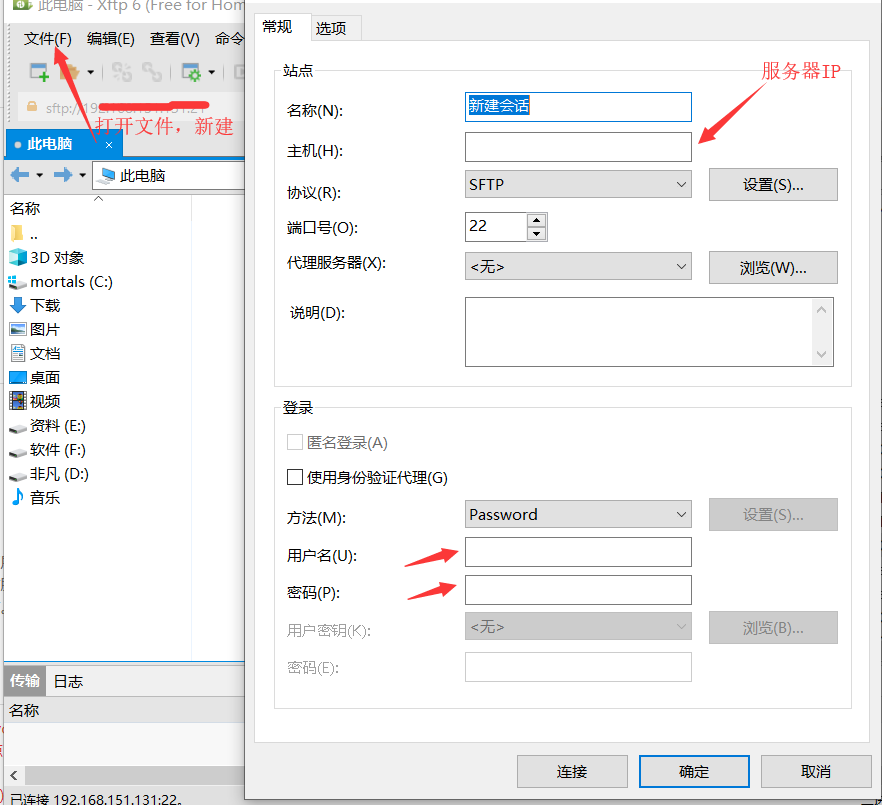 此电脑 - Xftp 6 (Free for Hom
文件(F) 编辑(E) 查看(V) 命令
打开文件，新建
此电脑 ×
此电脑
名称
..
3D 对象
mortals (C:)
下载
图片
文档
桌面
视频
资料 (E:)
软件 (F:)
非凡 (D:)
音乐
传输 日志
名称
已连接 192.168.151.131:22。
常规 选项
站点
服务器IP
名称(N): 新建会话
主机(H):
协议(R): SFTP 设置(S)...
端口号(O): 22
代理服务器(X): <无> 浏览(W)...
说明(D):
登录
匿名登录(A)
使用身份验证代理(G)
方法(M): Password 设置(S)...
用户名(U):
密码(P):
用户密钥(K): <无> 浏览(B)...
密码(E):
连接 确定 取消